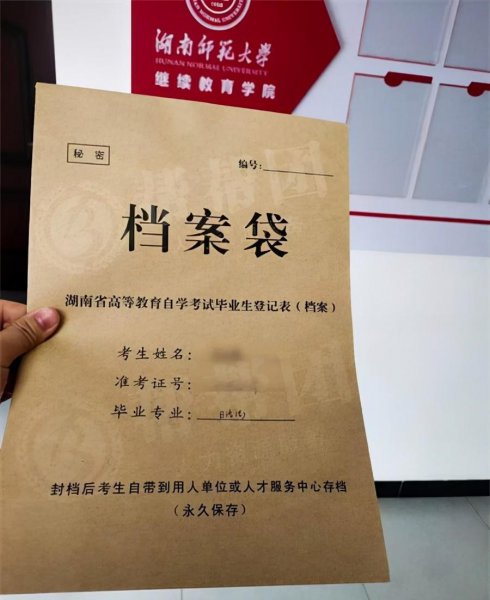 湖南师范大学
HUNAN NORMAL UNIVERSITY
继续教育学院
秘密
编号:
档案袋
湖南省高等教育自学考试毕业生登记表（档案）
考生姓名：
准考证号：
毕业专业：
封档后考生自带到用人单位或人才服务中心存档
（永久保存）